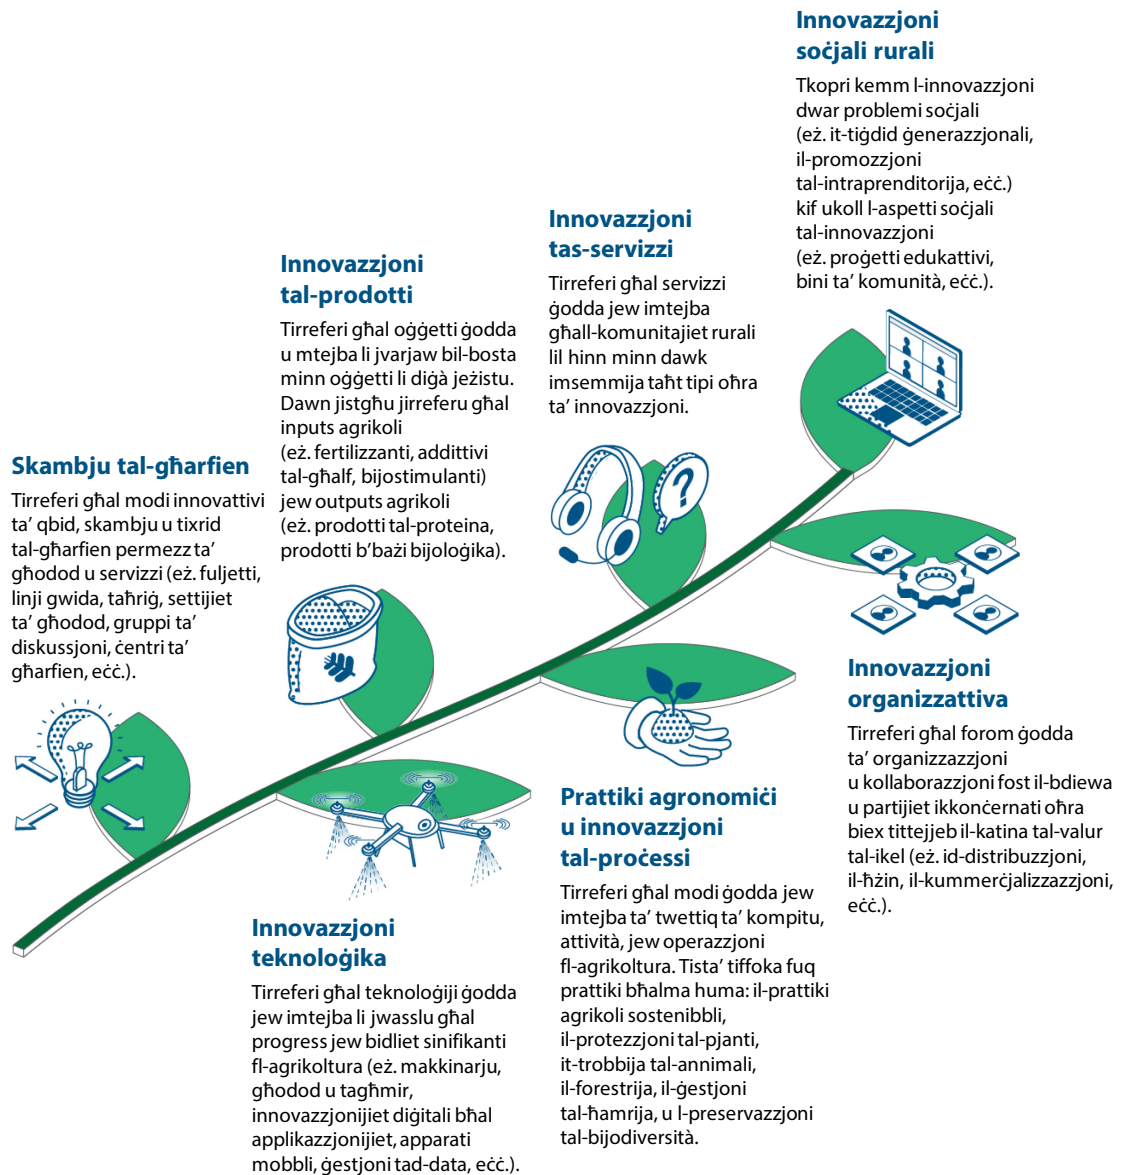 Innovazzjoni
soċjali rurali
Tkopri kemm l-innovazzjoni
dwar problemi soċjali
(eż. it-tiġdid ġenerazzjonali,
il-promozzjoni
tal-intraprenditorija, eċċ.)
kif ukoll l-aspetti soċjali
tal-innovazzjoni
(eż. proġetti edukattivi,
bini ta’ komunità, eċċ.).
Innovazzjoni
tas-servizzi
Tirreferi għal servizzi
ġodda jew imtejba
għall-komunitajiet rurali
lil hinn minn dawk
imsemmija taħt tipi oħra
ta’ innovazzjoni.
Innovazzjoni
tal-prodotti
Tirreferi għal oġġetti ġodda
u mtejba li jvarjaw bil-bosta
minn oġġetti li diġà jeżistu.
Dawn jistgħu jirreferu għal
inputs agrikoli
(eż. fertilizzanti, addittivi
tal-għalf, bijostimulanti)
jew outputs agrikoli
(eż. prodotti tal-proteina,
prodotti b’bażi bijoloġika).
Skambju tal-għarfien
Tirreferi għal modi innovattivi
ta’ qbid, skambju u tixrid
tal-għarfien permezz ta’
għodod u servizzi (eż. fuljetti,
linji gwida, taħriġ, settijiet
ta’ għodod, gruppi ta’
diskussjoni, ċentri ta’
għarfien, eċċ.).
?
Innovazzjoni
organizzattiva
Tirreferi għal forom ġodda
ta’ organizzazzjoni
u kollaborazzjoni fost il-bdiewa
u partijiet ikkonċernati oħra
biex tittejjeb il-katina tal-valur
tal-ikel (eż. id-distribuzzjoni,
il-ħżin, il-kummerċjalizzazzjoni,
eċċ.).
Prattiki agronomiċi
u innovazzjoni
tal-proċessi
Tirreferi għal modi ġodda jew
imtejba ta’ twettiq ta’ kompitu,
attività, jew operazzjoni
fl-agrikoltura. Tista’ tiffoka fuq
prattiki bħalma huma: il-prattiki
agrikoli sostenibbli,
il-protezzjoni tal-pjanti,
it-trobbija tal-annimali,
il-forestrija, il-ġestjoni
tal-ħamrija, u l-preservazzjoni
tal-bijodiversità.
Innovazzjoni
teknoloġika
Tirreferi għal teknoloġiji ġodda
jew imtejba li jwasslu għal
progress jew bidliet sinifikanti
fl-agrikoltura (eż. makkinarju,
għodod u tagħmir,
innovazzjonijiet diġitali bħal
applikazzjonijiet, apparati
mobbli, ġestjoni tad-data, eċċ.).